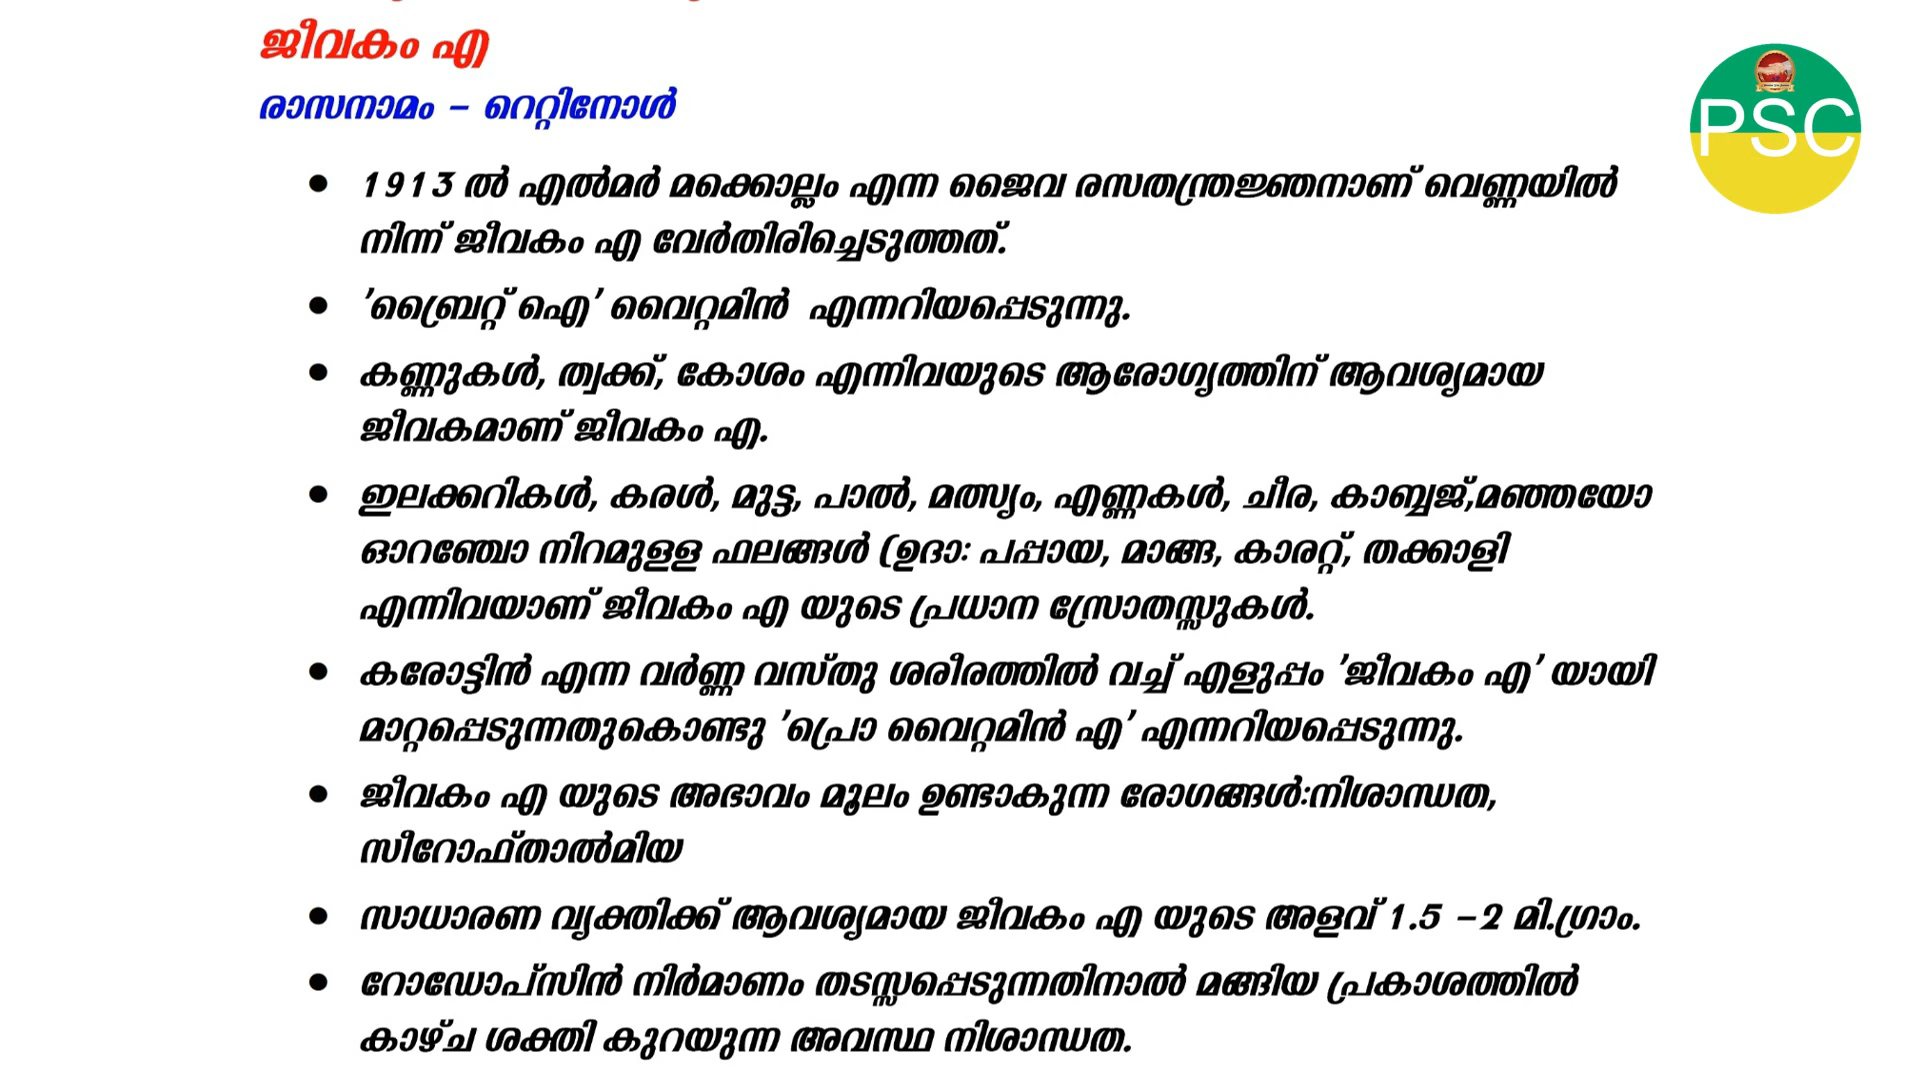 ജീവകം എ
രാസനാമം – റെറ്റിനോൾ
PSC
• 1913 ൽ എൽമർ മക്കൊല്ലം എന്ന ജൈവ രസതന്ത്രജ്ഞനാണ് വെണ്ണയിൽ
നിന്ന് ജീവകം എ വേർതിരിച്ചെടുത്തത്.
• 'ബ്രൈറ്റ് ഐ' വൈറ്റമിൻ എന്നറിയപ്പെടുന്നു.
• കണ്ണുകൾ, ത്വക്ക്, കോശം എന്നിവയുടെ ആരോഗ്യത്തിന് ആവശ്യമായ
ജീവകമാണ് ജീവകം എ.
• ഇലക്കറികൾ, കരൾ, മുട്ട, പാൽ, മത്സ്യം, എണ്ണകൾ, ചീര, കാബ്ബജ്,മഞ്ഞയോ
ഓറഞ്ചോ നിറമുളള ഫലങ്ങൾ (ഉദാ: പപ്പായ, മാങ്ങ, കാരറ്റ്, തക്കാളി
എന്നിവയാണ് ജീവകം എ യുടെ പ്രധാന സ്രോതസ്സുകൾ.
• കരോട്ടിൻ എന്ന വർണ്ണ വസ്തു ശരീരത്തിൽ വച്ച് എളുപ്പം 'ജീവകം എ' യായി
മാറ്റപ്പെടുന്നതുകൊണ്ടു 'പ്രൊ വൈറ്റമിൻ എ' എന്നറിയപ്പെടുന്നു.
• ജീവകം എ യുടെ അഭാവം മൂലം ഉണ്ടാകുന്ന രോഗങ്ങൾ:നിശാന്ധത,
സീറോഫ്താൽമിയ
• സാധാരണ വ്യക്തിക്ക് ആവശ്യമായ ജീവകം എ യുടെ അളവ് 1.5 –2 മി.ഗ്രാം.
• റോഡോപ്സിൻ നിർമാണം തടസ്സപ്പെടുന്നതിനാൽ മങ്ങിയ പ്രകാശത്തിൽ
കാഴ്ച ശക്തി കുറയുന്ന അവസ്ഥ നിശാന്ധത.